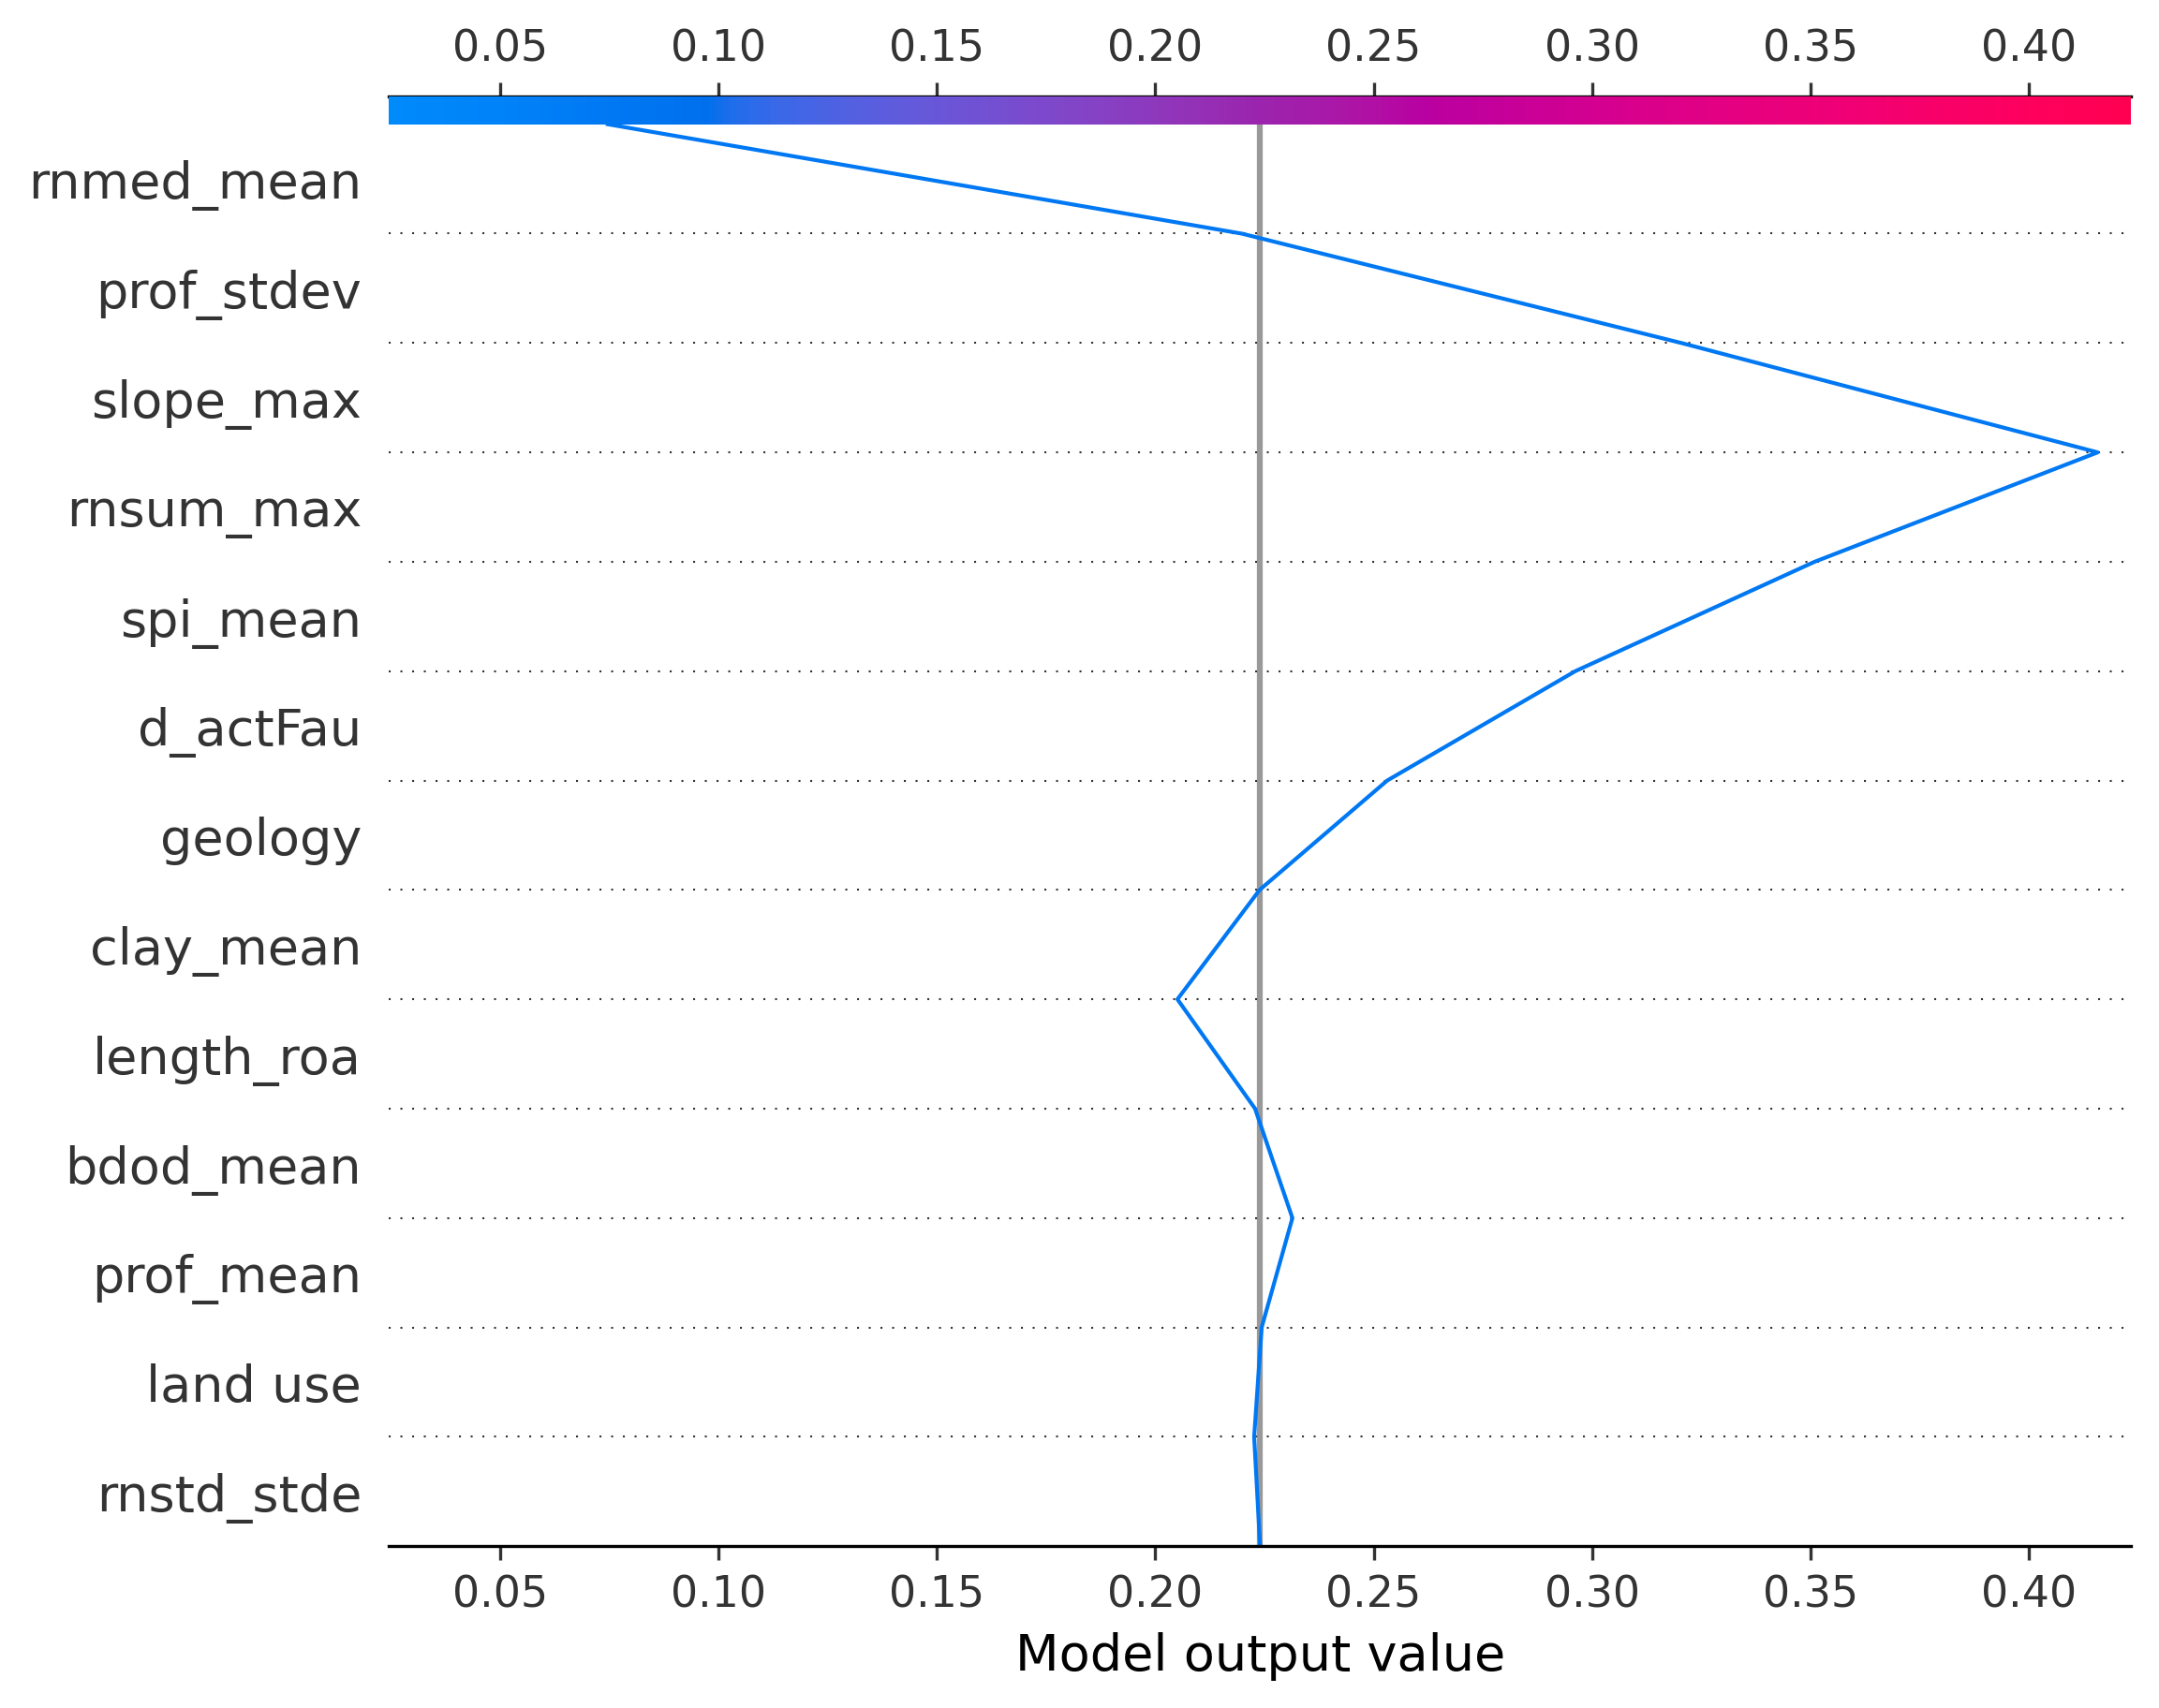 0.05 0.10 0.15 0.20 0.25 0.30 0.35 0.40
rnmed_mean
prof_stdev
slope_max
rnsum_max
spi_mean
d_actFau
geology
clay_mean
length_roa
bdod_mean
prof_mean
land use
rnstd_stde
0.05 0.10 0.15 0.20 0.25 0.30 0.35 0.40
Model output value